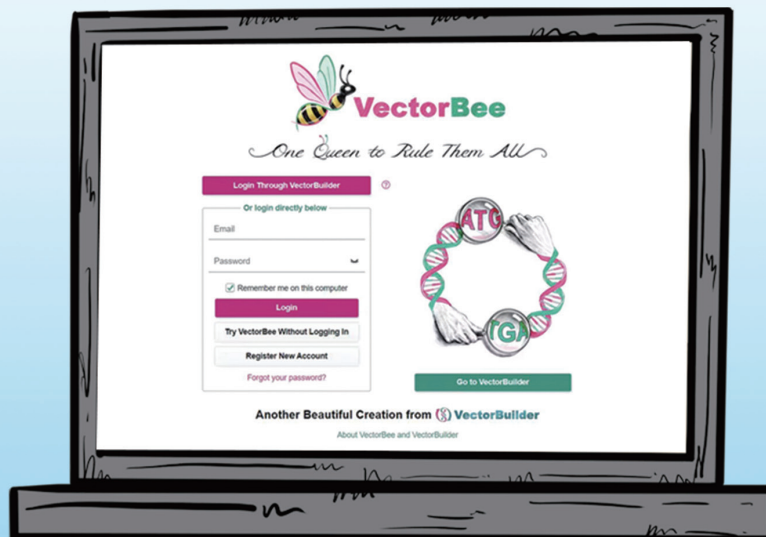 VectorBee
One Queen to Rule Them All
Login Through VectorBuilder ?
Or login directly below
Email
Password
Remember me on this computer
Login
Try VectorBee Without Logging In
Register New Account
Forgot your password?
ATG
TGA
Go to VectorBuilder
Another Beautiful Creation from VectorBuilder
About VectorBee and VectorBuilder